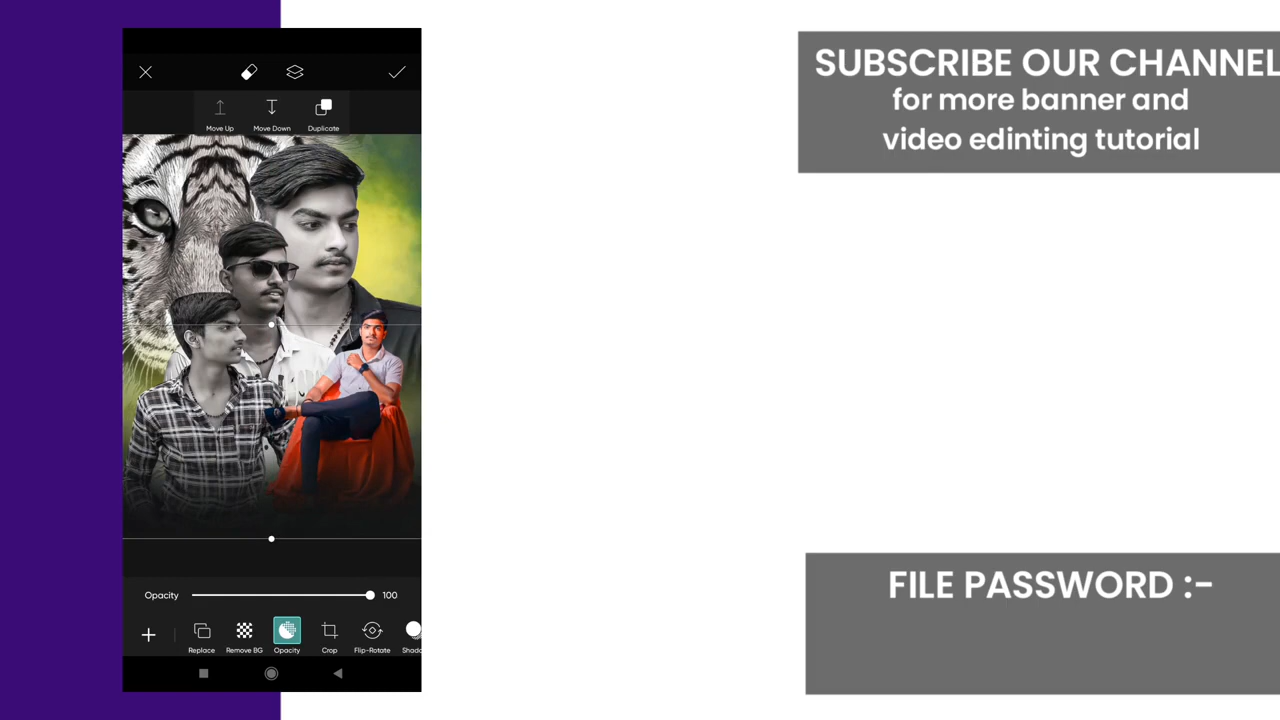 Move Up
Move Down
Duplicate
Opacity
100
Replace
Remove BG
Opacity
Crop
Flip-Rotate
Shado
SUBSCRIBE OUR CHANNEL
for more banner and
video edinting tutorial
FILE PASSWORD :-